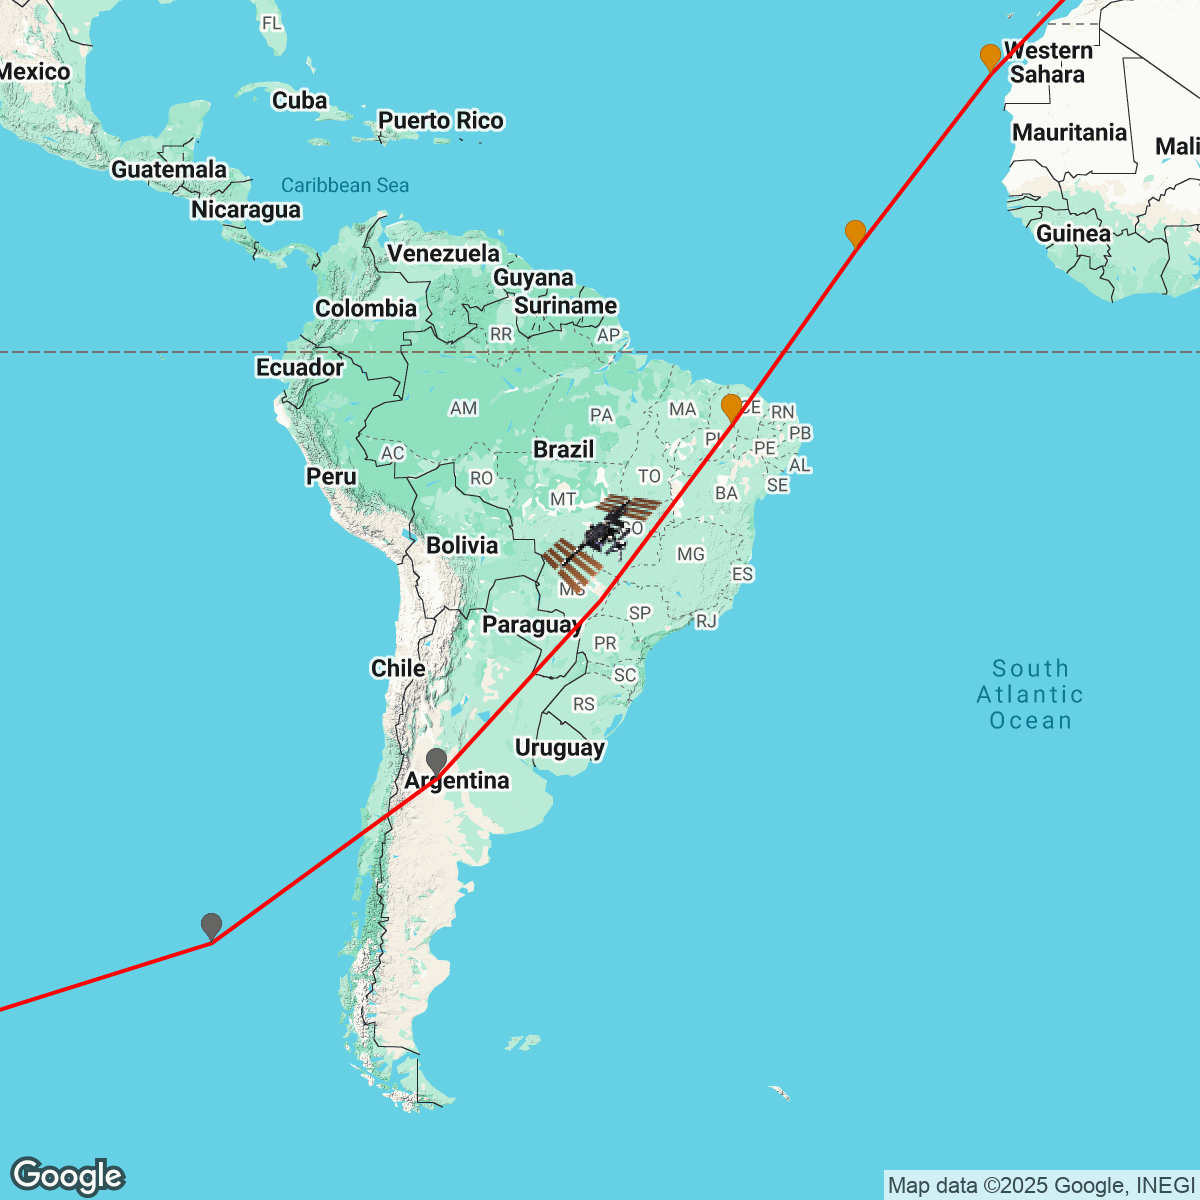 FL
Mexico
Western
Sahara
Cuba
Puerto Rico
Mauritania
Mali
Guatemala
Caribbean Sea
Nicaragua
Guinea
Venezuela
Guyana
Suriname
Colombia
RR
AP
Ecuador
AM
PA
MA
CE
RN
PB
PI
PE
AL
Brazil
AC
RO
TO
SE
Peru
MT
BA
GO
Bolivia
MG
ES
MS
SP
RJ
Paraguay
PR
Chile
SC
South
Atlantic
Ocean
RS
Uruguay
Argentina
Google
Map data ©2025 Google, INEGI